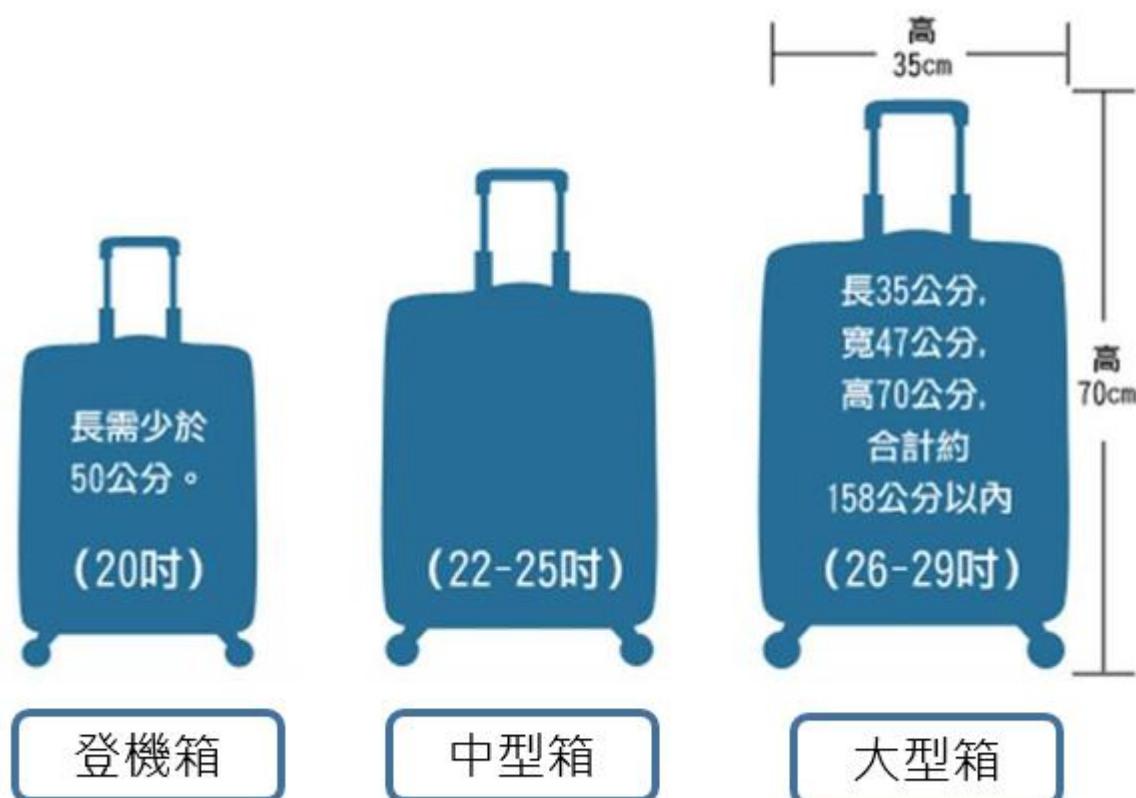 長需少於
50公分。
(20吋)
登機箱
(22-25吋)
中型箱
高
35cm
長35公分,
寬47公分,
高70公分,
合計約
158公分以內
(26-29吋)
高
70cm
大型箱